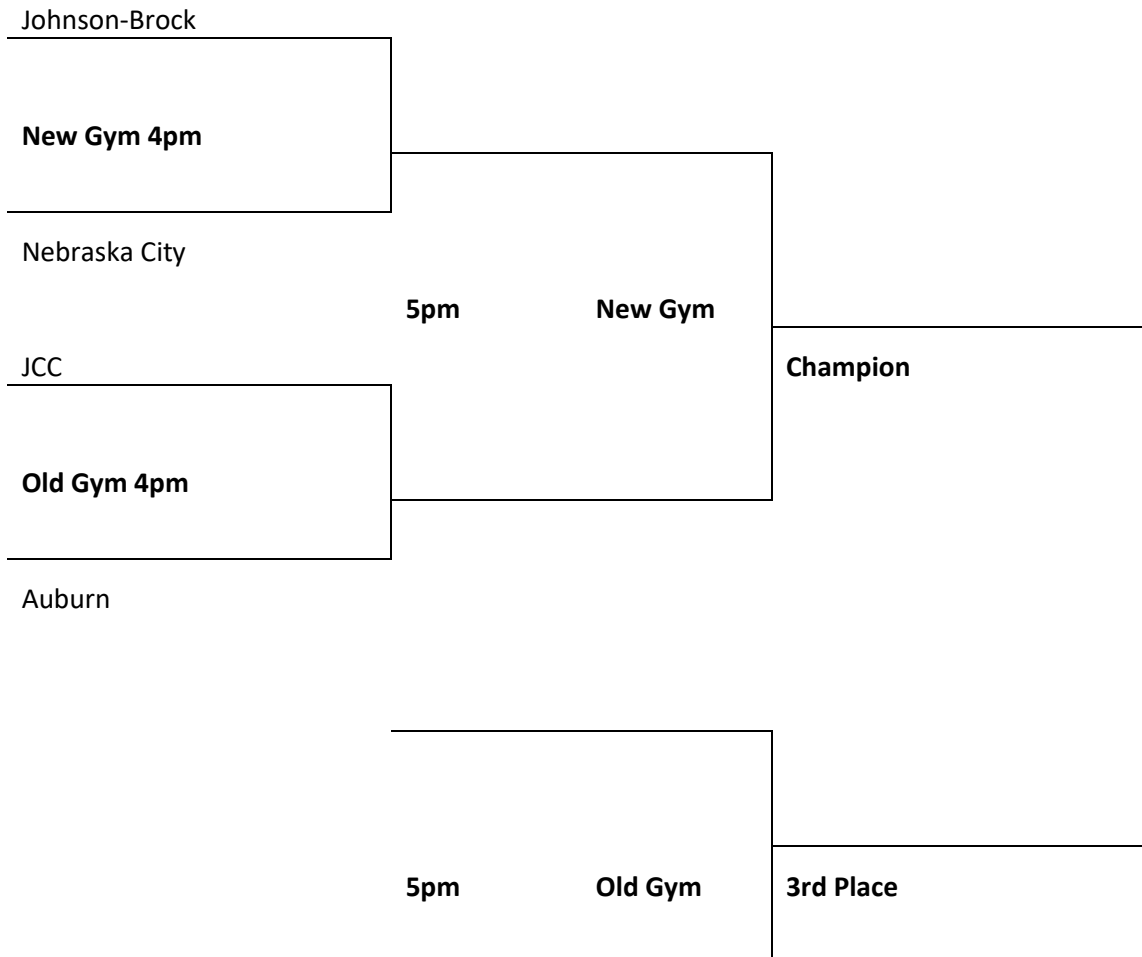 Johnson-Brock
New Gym 4pm
Nebraska City
5pm New Gym
JCC
Champion
Old Gym 4pm
Auburn
5pm Old Gym 3rd Place